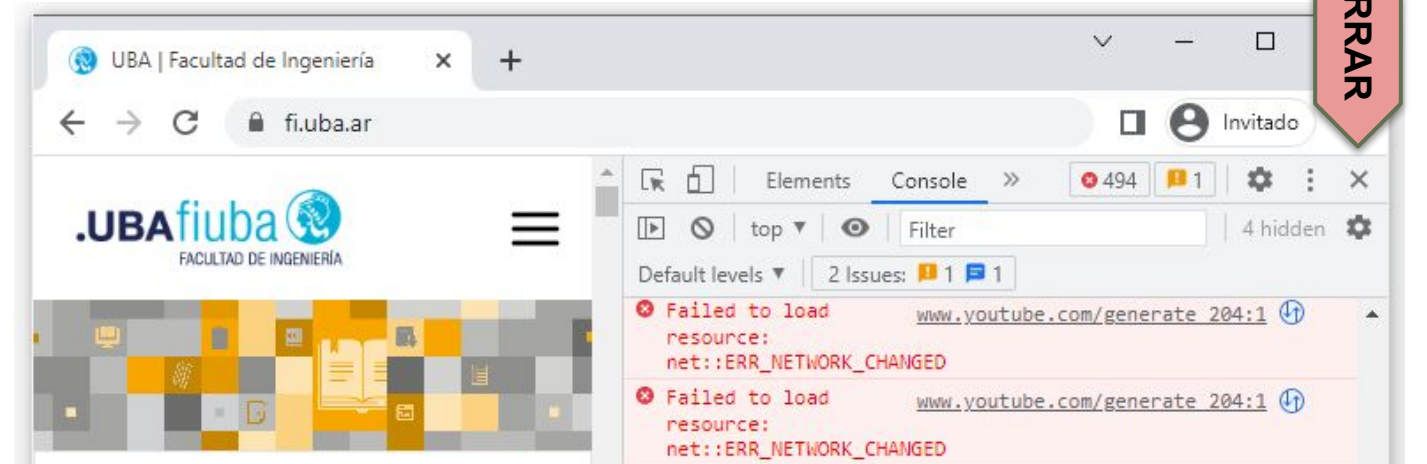 RRAR
UBA | Facultad de Ingeniería
fi.uba.ar
Invitado
.UBAfiuba
FACULTAD DE INGENIERÍA
Elements Console » 494 1
top Filter 4 hidden
Default levels 2 Issues: 1 1
Failed to load www.youtube.com/generate_204:1
resource:
net::ERR_NETWORK_CHANGED
Failed to load www.youtube.com/generate_204:1
resource:
net::ERR_NETWORK_CHANGED